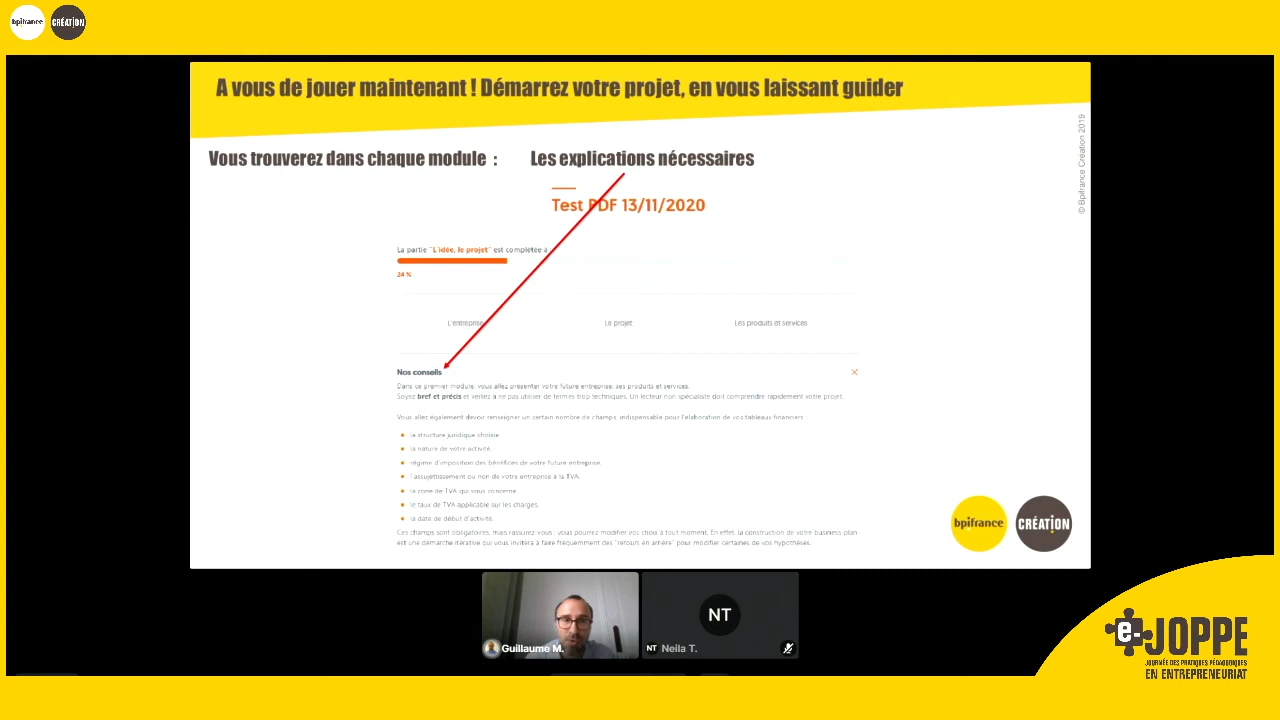 bpifrance CRÉATION
A vous de jouer maintenant ! Démarrez votre projet, en vous laissant guider
© Bpifrance Création 2019
Vous trouverez dans chaque module : Les explications nécessaires
Test PDF 13/11/2020
La partie "L'idée, le projet" est complétée à
24 %
L'entreprise Le projet Les produits et services
Nos conseils
Dans ce premier module, vous allez présenter votre future entreprise, ses produits et services.
Soyez bref et précis et veillez à ne pas utiliser de termes trop techniques. Un lecteur non spécialiste doit comprendre rapidement votre projet.
Vous allez également devoir renseigner un certain nombre de champs, indispensable pour l'élaboration de vos tableaux financiers :
la structure juridique choisie
la nature de votre activité.
régime d'imposition des bénéfices de votre future entreprise.
l'assujettissement ou non de votre entreprise à la TVA.
la zone de TVA qui vous concerne.
le taux de TVA applicable sur les charges.
la date de début d'activité.
Ces champs sont obligatoires, mais rassurez-vous : vous pourrez modifier vos choix à tout moment. En effet, la construction de votre business plan
est une démarche itérative qui vous invitera à faire fréquemment des "retours en arrière" pour modifier certaines de vos hypothèses.
bpifrance CRÉATION
NT
Guillaume M.
NT Neila T.
e-JOPPE
JOURNÉE DES PRATIQUES PÉDAGOGIQUES
EN ENTREPRENEURIAT